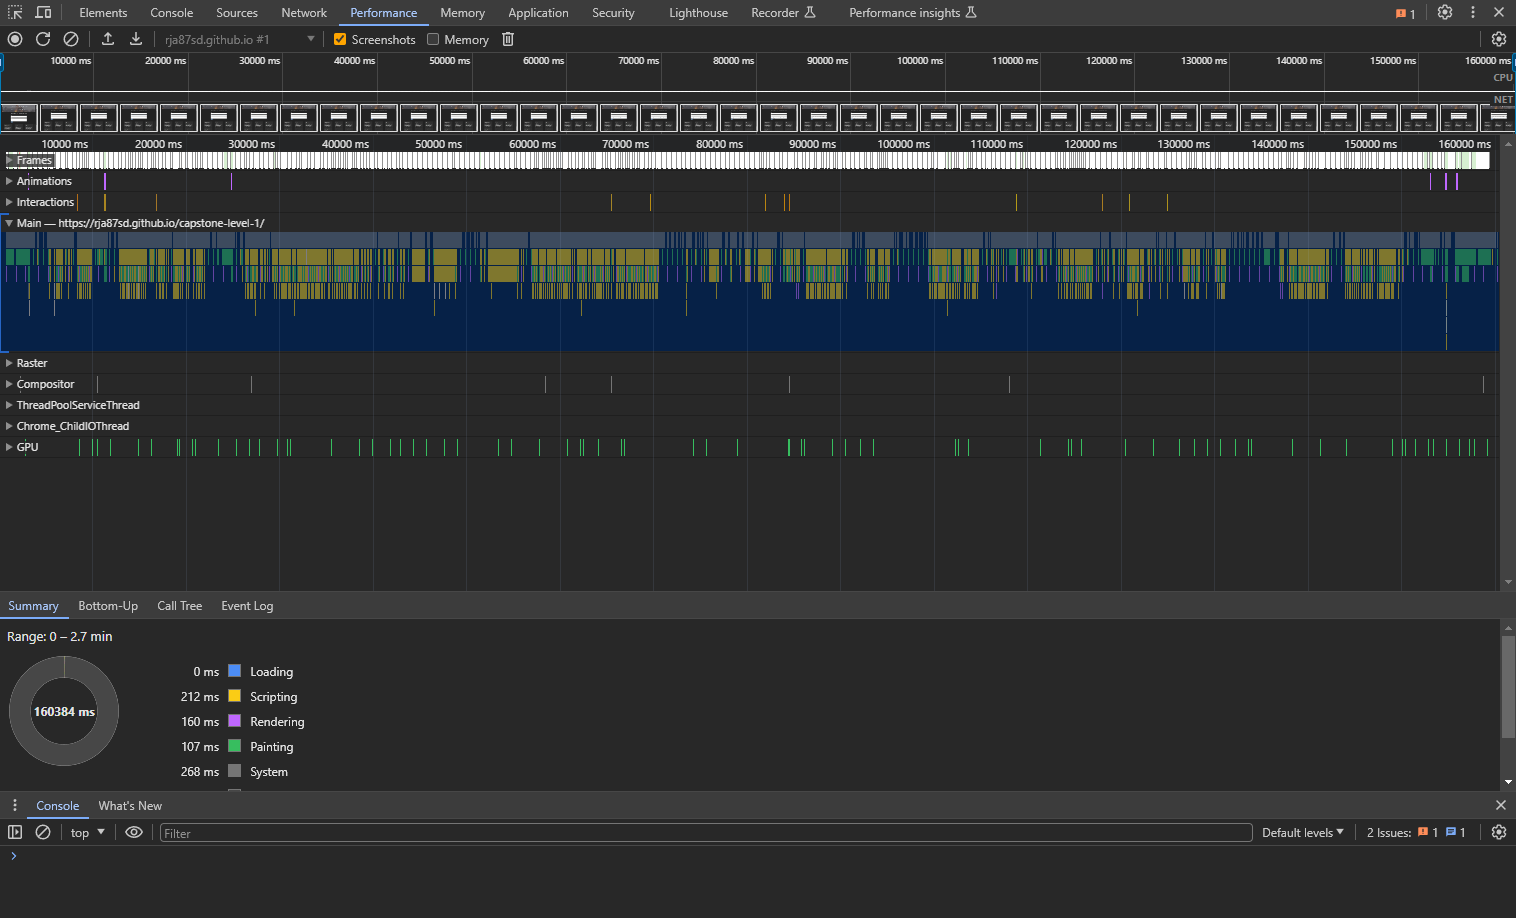 Elements Console Sources Network Performance Memory Application Security Lighthouse Recorder Performance insights 1
rja87sd.github.io #1 Screenshots Memory
10000 ms 20000 ms 30000 ms 40000 ms 50000 ms 60000 ms 70000 ms 80000 ms 90000 ms 100000 ms 110000 ms 120000 ms 130000 ms 140000 ms 150000 ms 160000 ms
CPU
NET
10000 ms 20000 ms 30000 ms 40000 ms 50000 ms 60000 ms 70000 ms 80000 ms 90000 ms 100000 ms 110000 ms 120000 ms 130000 ms 140000 ms 150000 ms 160000 ms
Frames
Animations
Interactions
Main — https://rja87sd.github.io/capstone-level-1/
Raster
Compositor
ThreadPoolServiceThread
Chrome_ChildIOThread
GPU
Summary Bottom-Up Call Tree Event Log
Range: 0 – 2.7 min
160384 ms
0 ms Loading
212 ms Scripting
160 ms Rendering
107 ms Painting
268 ms System
Console What's New
top Filter Default levels 2 Issues: 1 1